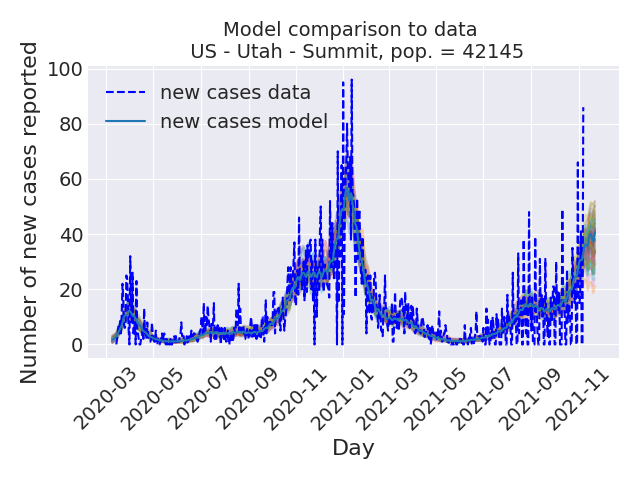 Model comparison to data
US - Utah - Summit, pop. = 42145
Number of new cases reported
100
80
60
40
20
0
new cases data
new cases model
2020-03
2020-05
2020-07
2020-09
2020-11
2021-01
2021-03
2021-05
2021-07
2021-09
2021-11
Day